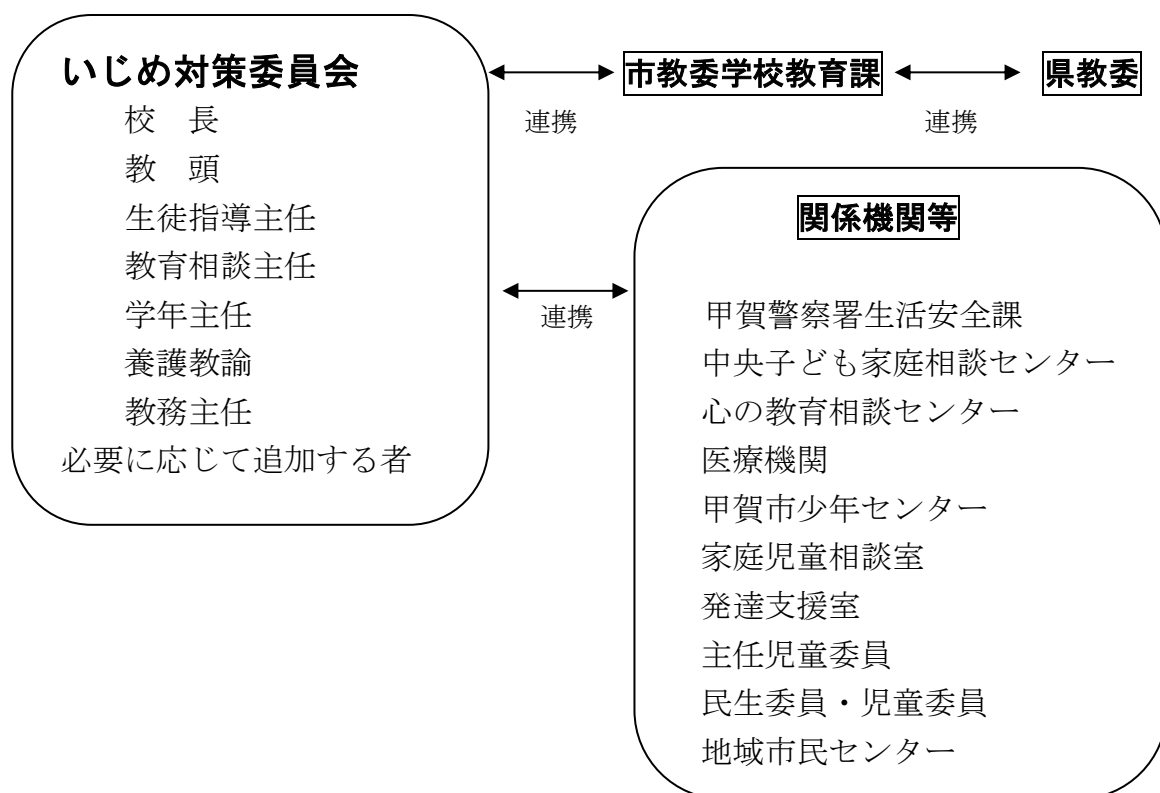 いじめ対策委員会
校　長
教　頭
生徒指導主任
教育相談主任
学年主任
養護教諭
教務主任
必要に応じて追加する者
連携
市教委学校教育課
連携
県教委
連携
関係機関等
甲賀警察署生活安全課
中央子ども家庭相談センター
心の教育相談センター
医療機関
甲賀市少年センター
家庭児童相談室
発達支援室
主任児童委員
民生委員・児童委員
地域市民センター